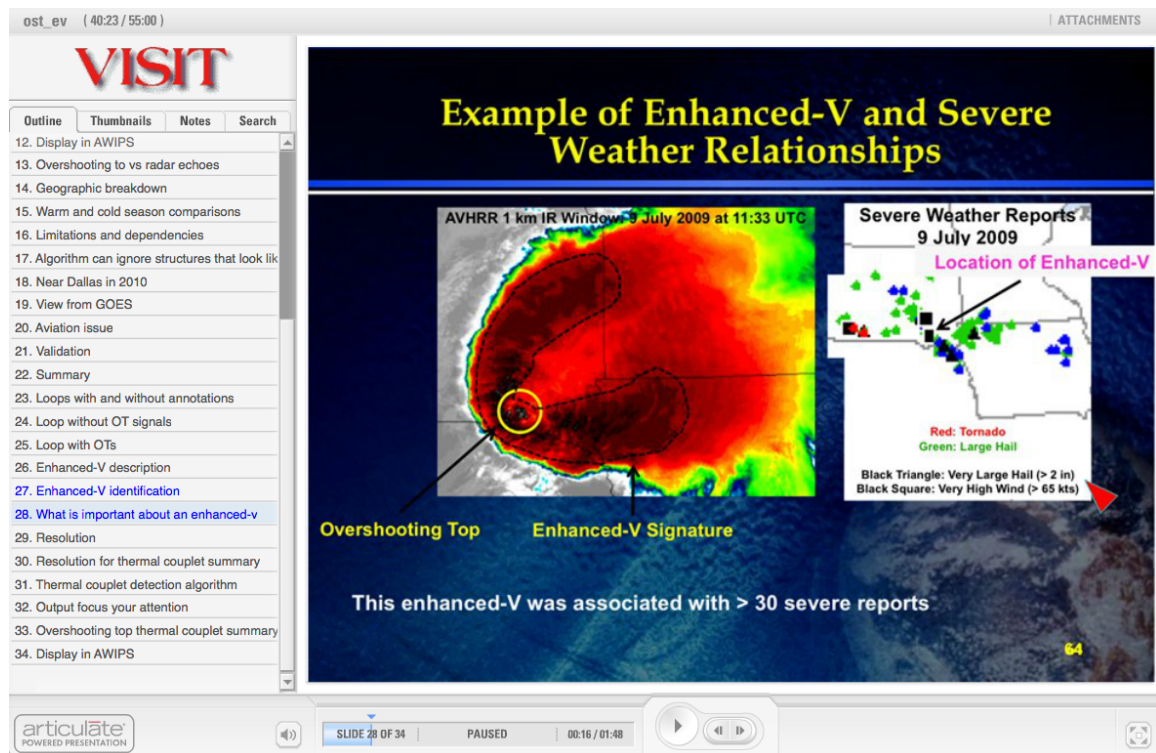 ost_ev ( 40:23 / 55:00 )
ATTACHMENTS
VISIT
Outline Thumbnails Notes Search
12. Display in AWIPS
13. Overshooting to vs radar echoes
14. Geographic breakdown
15. Warm and cold season comparisons
16. Limitations and dependencies
17. Algorithm can ignore structures that look lik
18. Near Dallas in 2010
19. View from GOES
20. Aviation issue
21. Validation
22. Summary
23. Loops with and without annotations
24. Loop without OT signals
25. Loop with OTs
26. Enhanced-V description
27. Enhanced-V identification
28. What is important about an enhanced-v
29. Resolution
30. Resolution for thermal couplet summary
31. Thermal couplet detection algorithm
32. Output focus your attention
33. Overshooting top thermal couplet summary
34. Display in AWIPS
Example of Enhanced-V and Severe
Weather Relationships
AVHRR 1 km IR Window: 9 July 2009 at 11:33 UTC
Severe Weather Reports
9 July 2009
Location of Enhanced-V
Red: Tornado
Green: Large Hail
Black Triangle: Very Large Hail (> 2 in)
Black Square: Very High Wind (> 65 kts)
Overshooting Top
Enhanced-V Signature
This enhanced-V was associated with > 30 severe reports
64
articulate
POWERED PRESENTATION
SLIDE 28 OF 34
PAUSED
00:16 / 01:48